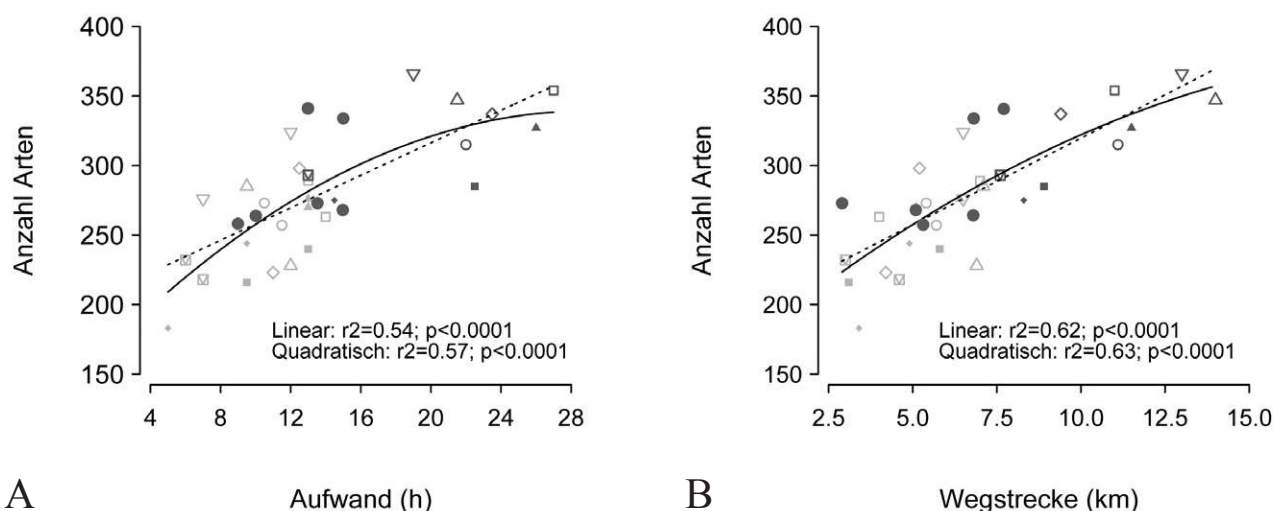 400
350
300
250
200
150
Anzahl Arten
Linear: r2=0.54; p<0.0001
Quadratisch: r2=0.57; p<0.0001
4 8 12 16 20 24 28
A Aufwand (h)
400
350
300
250
200
150
Anzahl Arten
Linear: r2=0.62; p<0.0001
Quadratisch: r2=0.63; p<0.0001
2.5 5.0 7.5 10.0 12.5 15.0
B Wegstrecke (km)